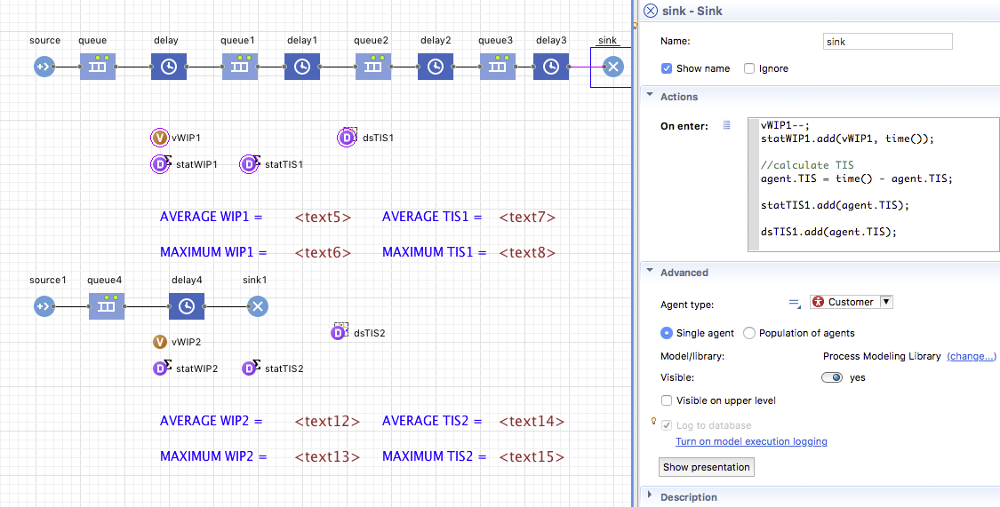 source queue delay queue1 delay1 queue2 delay2 queue3 delay3 sink
vWIP1 dsTIS1
statWIP1 statTIS1
AVERAGE WIP1 = <text5> AVERAGE TIS1 = <text7>
MAXIMUM WIP1 = <text6> MAXIMUM TIS1 = <text8>
source1 queue4 delay4 sink1
vWIP2 dsTIS2
statWIP2 statTIS2
AVERAGE WIP2 = <text12> AVERAGE TIS2 = <text14>
MAXIMUM WIP2 = <text13> MAXIMUM TIS2 = <text15>
sink - Sink
Name: sink
Show name Ignore
Actions
On enter:
vWIP1--;
statWIP1.add(vWIP1, time());
//calculate TIS
agent.TIS = time() - agent.TIS;
statTIS1.add(agent.TIS);
dsTIS1.add(agent.TIS);
Advanced
Agent type: Customer
Single agent Population of agents
Model/library: Process Modeling Library (change...)
Visible: yes
Visible on upper level
Log to database
Turn on model execution logging
Show presentation
Description